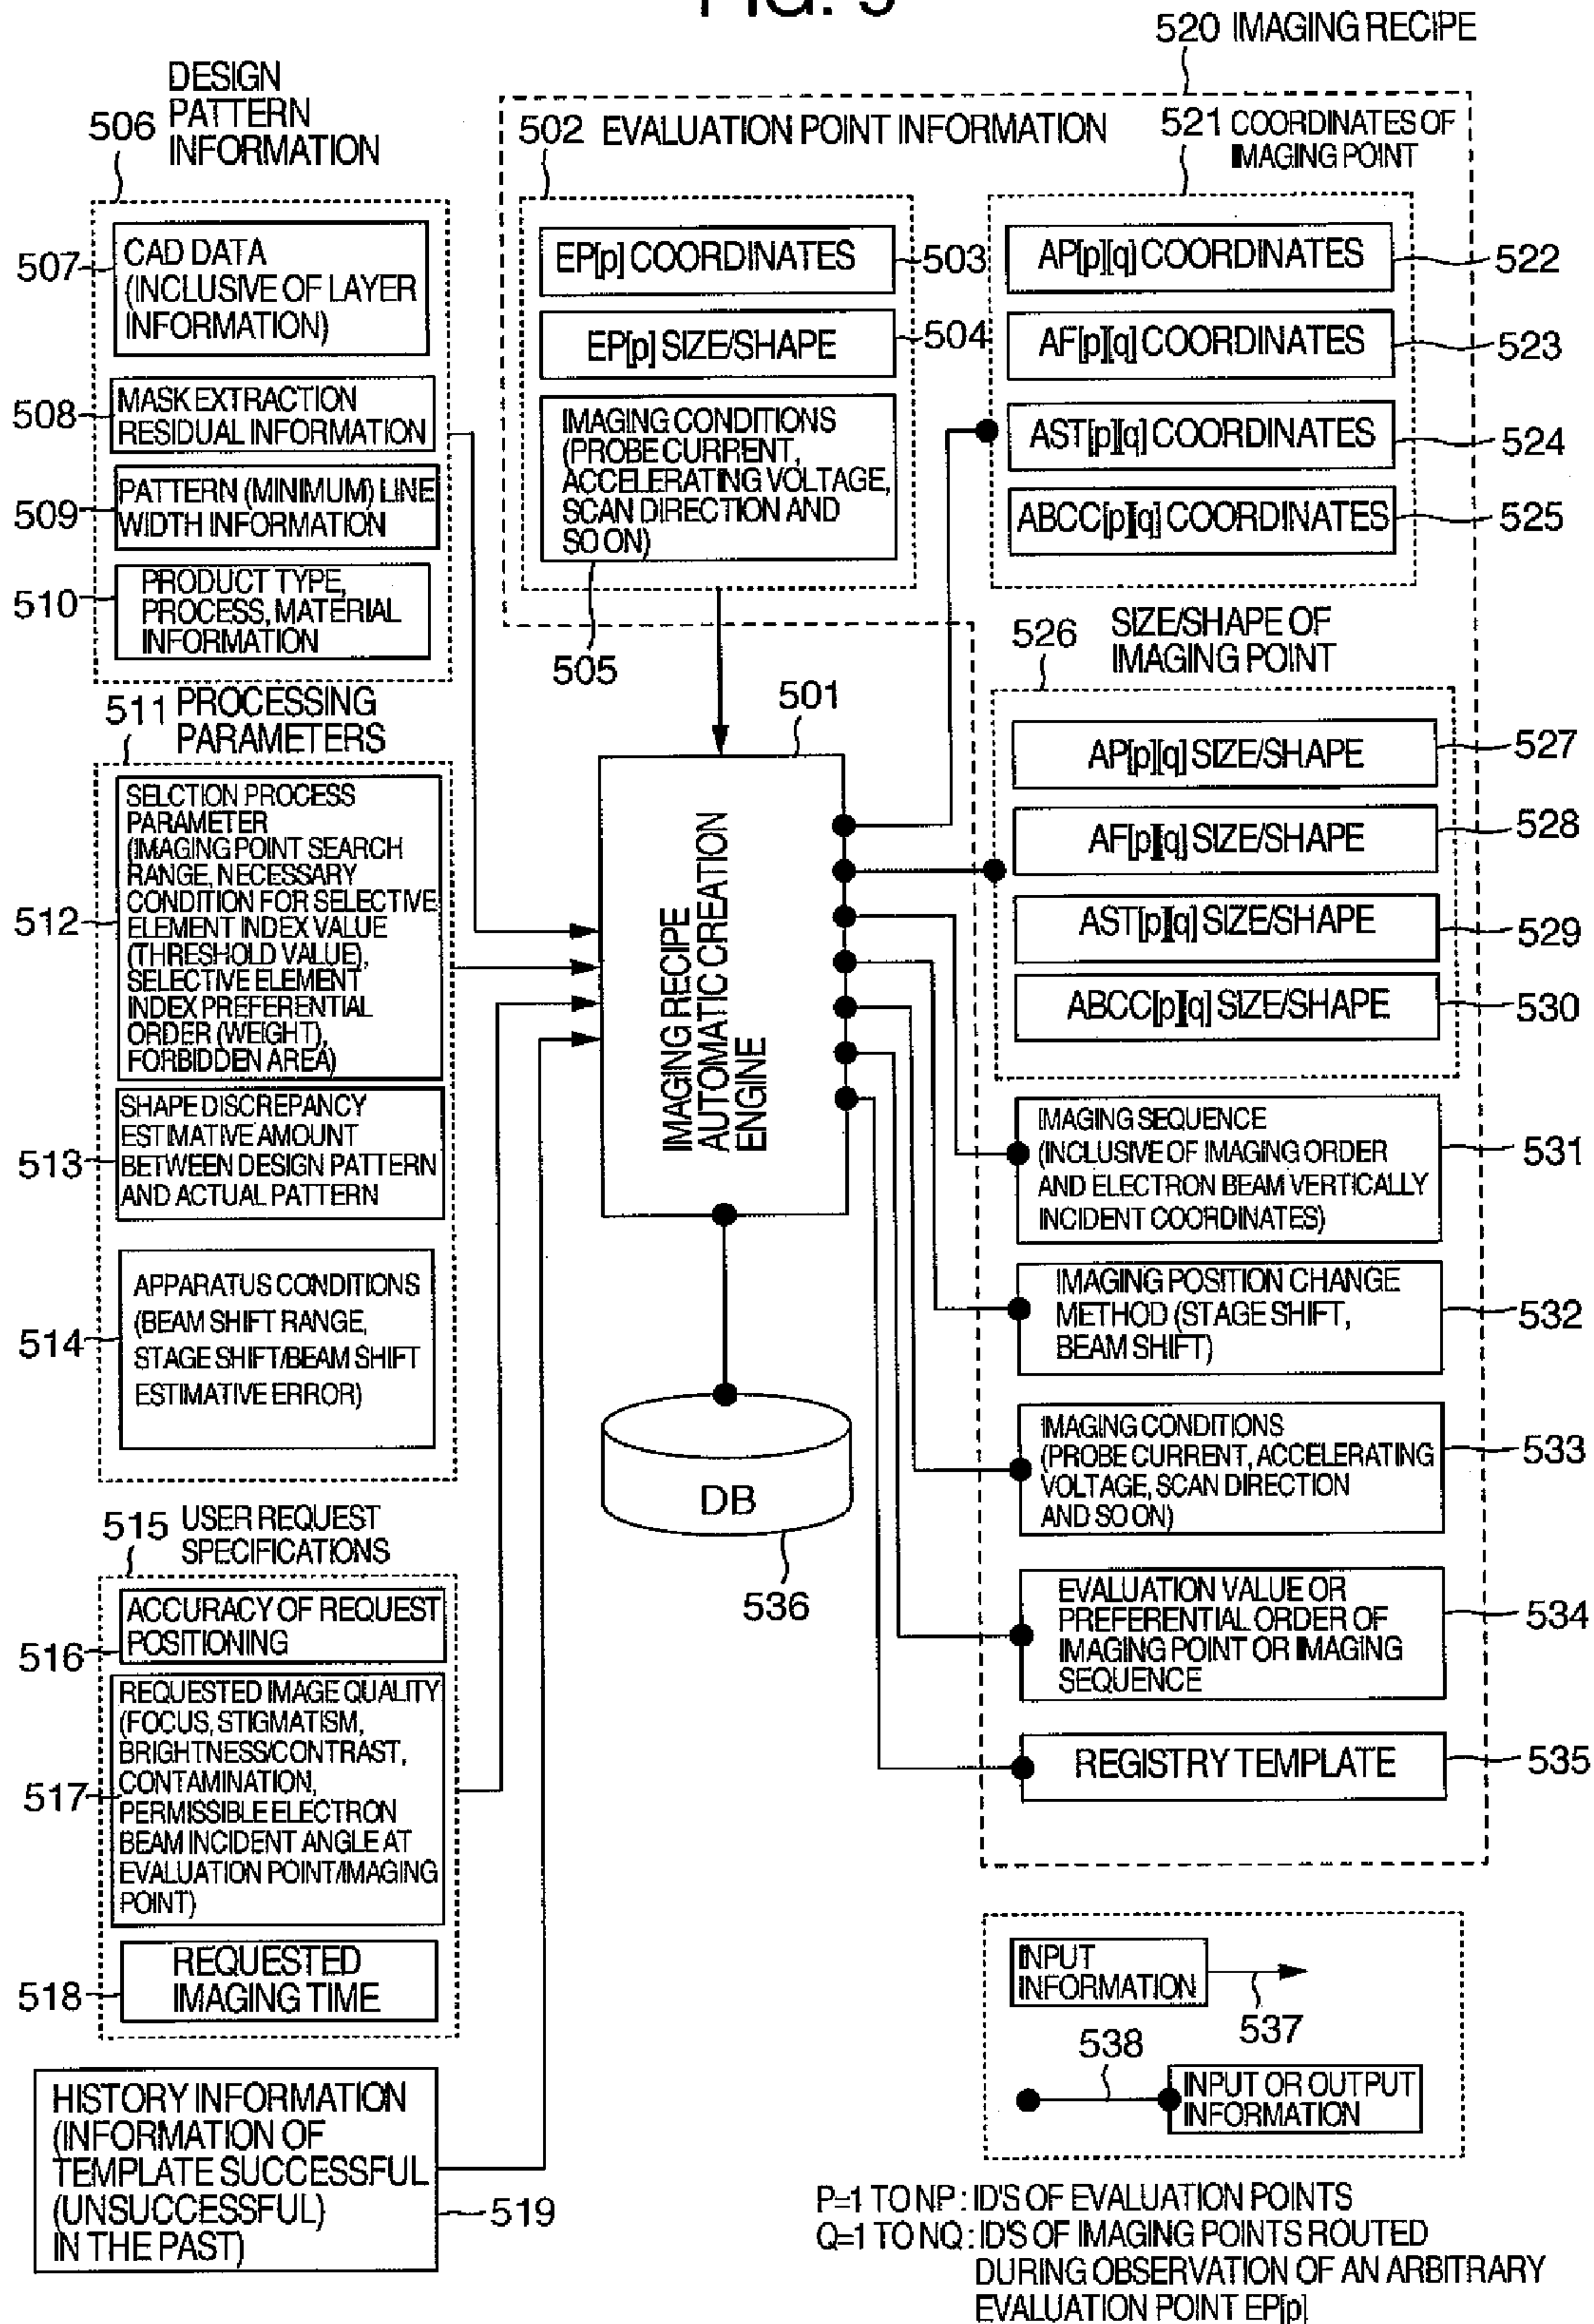 FIG. 5
520 IMAGING RECIPE
DESIGN
PATTERN
INFORMATION
506
507
CAD DATA
(INCLUSIVE OF LAYER
INFORMATION)
508
MASK EXTRACTION
RESIDUAL INFORMATION
509
PATTERN (MINIMUM) LINE
WIDTH INFORMATION
510
PRODUCT TYPE,
PROCESS, MATERIAL
INFORMATION
511 PROCESSING
PARAMETERS
512
SELCTION PROCESS
PARAMETER
(IMAGING POINT SEARCH
RANGE, NECESSARY
CONDITION FOR SELECTIVE
ELEMENT INDEX VALUE
(THRESHOLD VALUE),
SELECTIVE ELEMENT
INDEX PREFERENTIAL
ORDER (WEIGHT),
FORBIDDEN AREA)
513
SHAPE DISCREPANCY
ESTIMATIVE AMOUNT
BETWEEN DESIGN PATTERN
AND ACTUAL PATTERN
514
APPARATUS CONDITIONS
(BEAM SHIFT RANGE,
STAGE SHIFT/BEAM SHIFT
ESTIMATIVE ERROR)
515 USER REQUEST
SPECIFICATIONS
516
ACCURACY OF REQUEST
POSITIONING
517
REQUESTED IMAGE QUALITY
(FOCUS, STIGMATISM,
BRIGHTNESS/CONTRAST,
CONTAMINATION,
PERMISSIBLE ELECTRON
BEAM INCIDENT ANGLE AT
EVALUATION POINT/IMAGING
POINT)
518
REQUESTED
IMAGING TIME
HISTORY INFORMATION
(INFORMATION OF
TEMPLATE SUCCESSFUL
(UNSUCCESSFUL)
IN THE PAST)
519
502 EVALUATION POINT INFORMATION
EP[p] COORDINATES
503
EP[p] SIZE/SHAPE
504
IMAGING CONDITIONS
(PROBE CURRENT,
ACCELERATING VOLTAGE,
SCAN DIRECTION AND
SO ON)
505
501
IMAGING RECIPE
AUTOMATIC CREATION
ENGINE
DB
536
521 COORDINATES OF
IMAGING POINT
AP[p][q] COORDINATES
522
AF[p][q] COORDINATES
523
AST[p][q] COORDINATES
524
ABCC[p][q] COORDINATES
525
526 SIZE/SHAPE OF
IMAGING POINT
AP[p][q] SIZE/SHAPE
527
AF[p][q] SIZE/SHAPE
528
AST[p][q] SIZE/SHAPE
529
ABCC[p][q] SIZE/SHAPE
530
IMAGING SEQUENCE
(INCLUSIVE OF IMAGING ORDER
AND ELECTRON BEAM VERTICALLY
INCIDENT COORDINATES)
531
IMAGING POSITION CHANGE
METHOD (STAGE SHIFT,
BEAM SHIFT)
532
IMAGING CONDITIONS
(PROBE CURRENT, ACCELERATING
VOLTAGE, SCAN DIRECTION
AND SO ON)
533
EVALUATION VALUE OR
PREFERENTIAL ORDER OF
IMAGING POINT OR IMAGING
SEQUENCE
534
REGISTRY TEMPLATE
535
INPUT
INFORMATION
537
538
INPUT OR OUTPUT
INFORMATION
P=1 TO NP : ID'S OF EVALUATION POINTS
Q=1 TO NQ : ID'S OF IMAGING POINTS ROUTED
DURING OBSERVATION OF AN ARBITRARY
EVALUATION POINT EP[p]